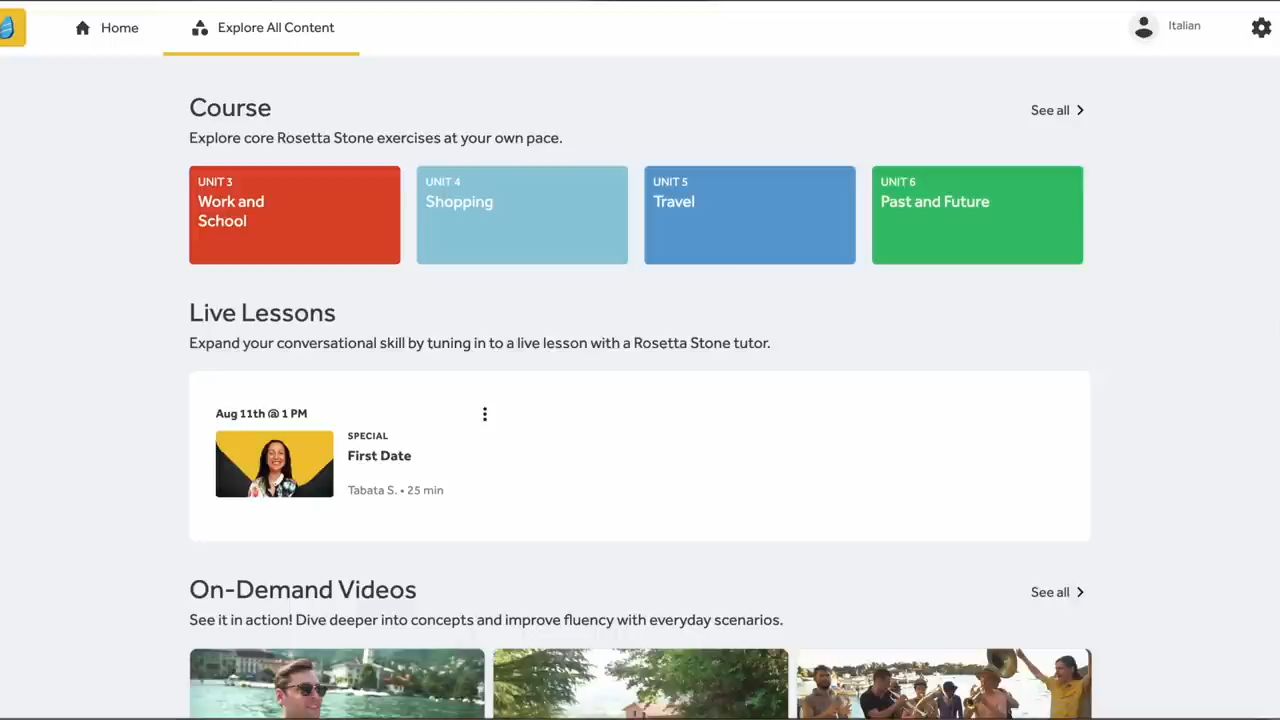 Home
Explore All Content
Italian
Course
See all
Explore core Rosetta Stone exercises at your own pace.
UNIT 3
Work and
School
UNIT 4
Shopping
UNIT 5
Travel
UNIT 6
Past and Future
Live Lessons
Expand your conversational skill by tuning in to a live lesson with a Rosetta Stone tutor.
Aug 11th @ 1 PM
SPECIAL
First Date
Tabata S. • 25 min
On-Demand Videos
See all
See it in action! Dive deeper into concepts and improve fluency with everyday scenarios.